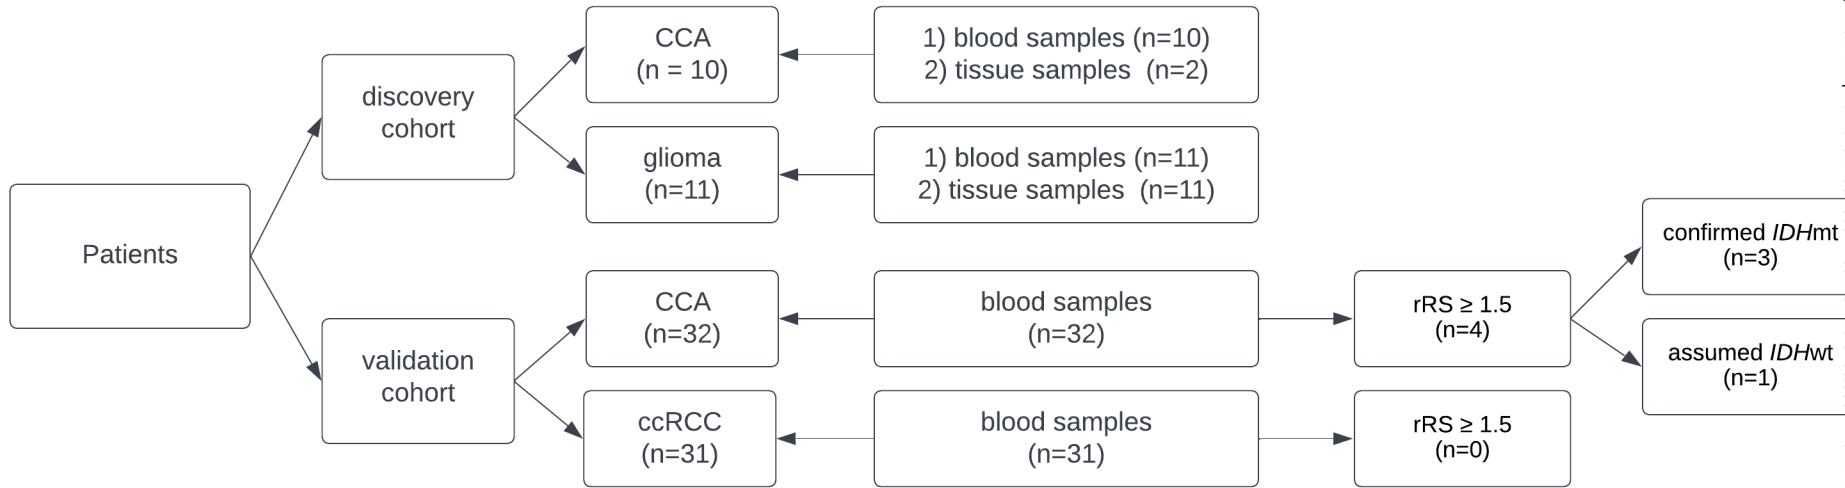 Patients
discovery
cohort
CCA
(n = 10)
1) blood samples (n=10)
2) tissue samples  (n=2)
glioma
(n=11)
1) blood samples (n=11)
2) tissue samples  (n=11)
validation
cohort
CCA
(n=32)
blood samples
(n=32)
rRS ≥ 1.5
(n=4)
confirmed IDHmt
(n=3)
assumed IDHwt
(n=1)
ccRCC
(n=31)
blood samples
(n=31)
rRS ≥ 1.5
(n=0)